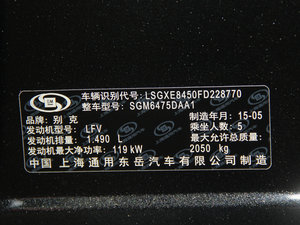 车辆识别代号: LSGXE8450FD228770
整车型号: SGM6475DAA1
品牌: 别克 制造年月: 15-05
发动机型号: LFV 乘坐人数: 5
发动机排量: 1.490 L 最大允许总质量:
发动机最大净功率: 119 kW 2050 kg
中国 上海通用东岳汽车有限公司制造